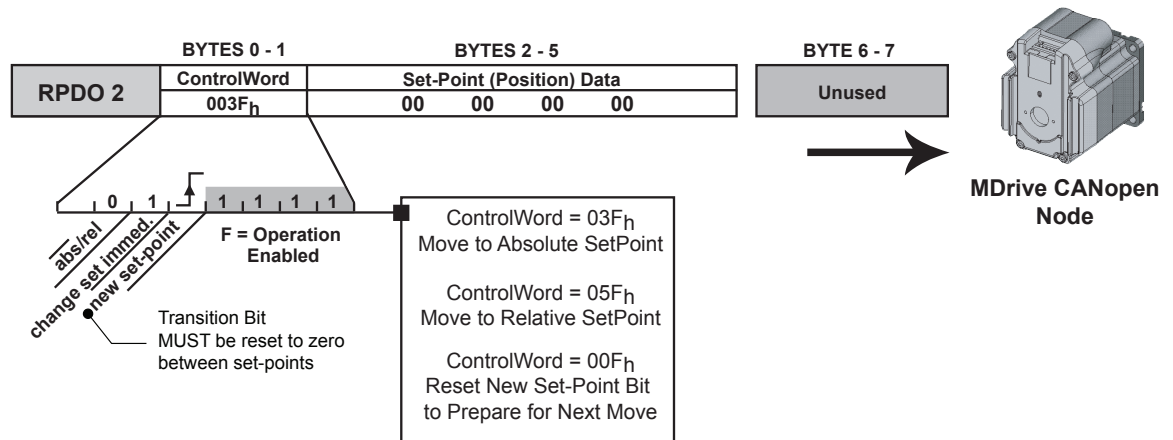 BYTES 0 - 1
BYTES 2 - 5
BYTE 6 - 7
RPDO 2
ControlWord
003Fh
Set-Point (Position) Data
00 00 00 00
Unused
MDrive CANopen
Node
0 1 1 1 1 1
abs/rel
change set immed.
new set-point
F = Operation
Enabled
Transition Bit
MUST be reset to zero
between set-points
ControlWord = 03Fh
Move to Absolute SetPoint
ControlWord = 05Fh
Move to Relative SetPoint
ControlWord = 00Fh
Reset New Set-Point Bit
to Prepare for Next Move